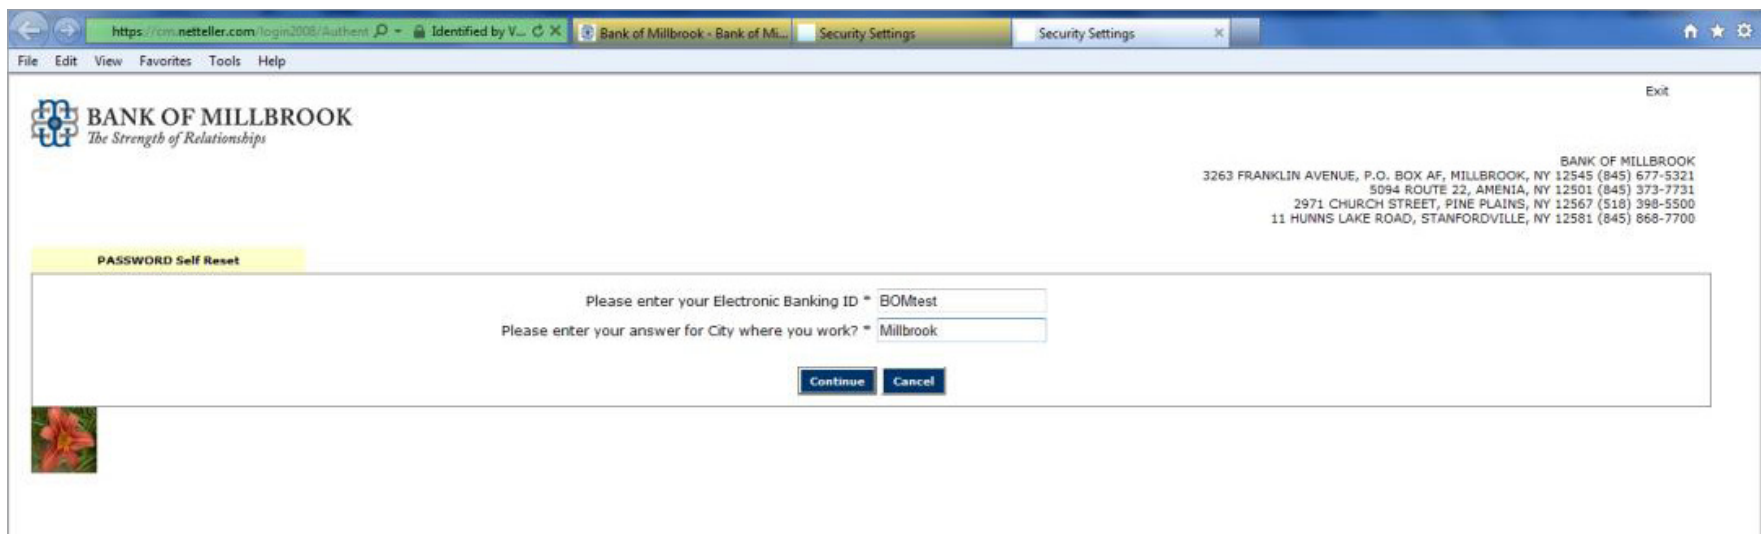 https://cm.netteller.com/login2008/Authent Identified by V... Bank of Millbrook - Bank of Mi... Security Settings Security Settings
File Edit View Favorites Tools Help
Exit
BANK OF MILLBROOK
The Strength of Relationships
BANK OF MILLBROOK
3263 FRANKLIN AVENUE, P.O. BOX AF, MILLBROOK, NY 12545 (845) 677-5321
5094 ROUTE 22, AMENIA, NY 12501 (845) 373-7731
2971 CHURCH STREET, PINE PLAINS, NY 12567 (518) 398-5500
11 HUNNS LAKE ROAD, STANFORDVILLE, NY 12581 (845) 868-7700
PASSWORD Self Reset
Please enter your Electronic Banking ID * BOMtest
Please enter your answer for City where you work? * Millbrook
Continue Cancel